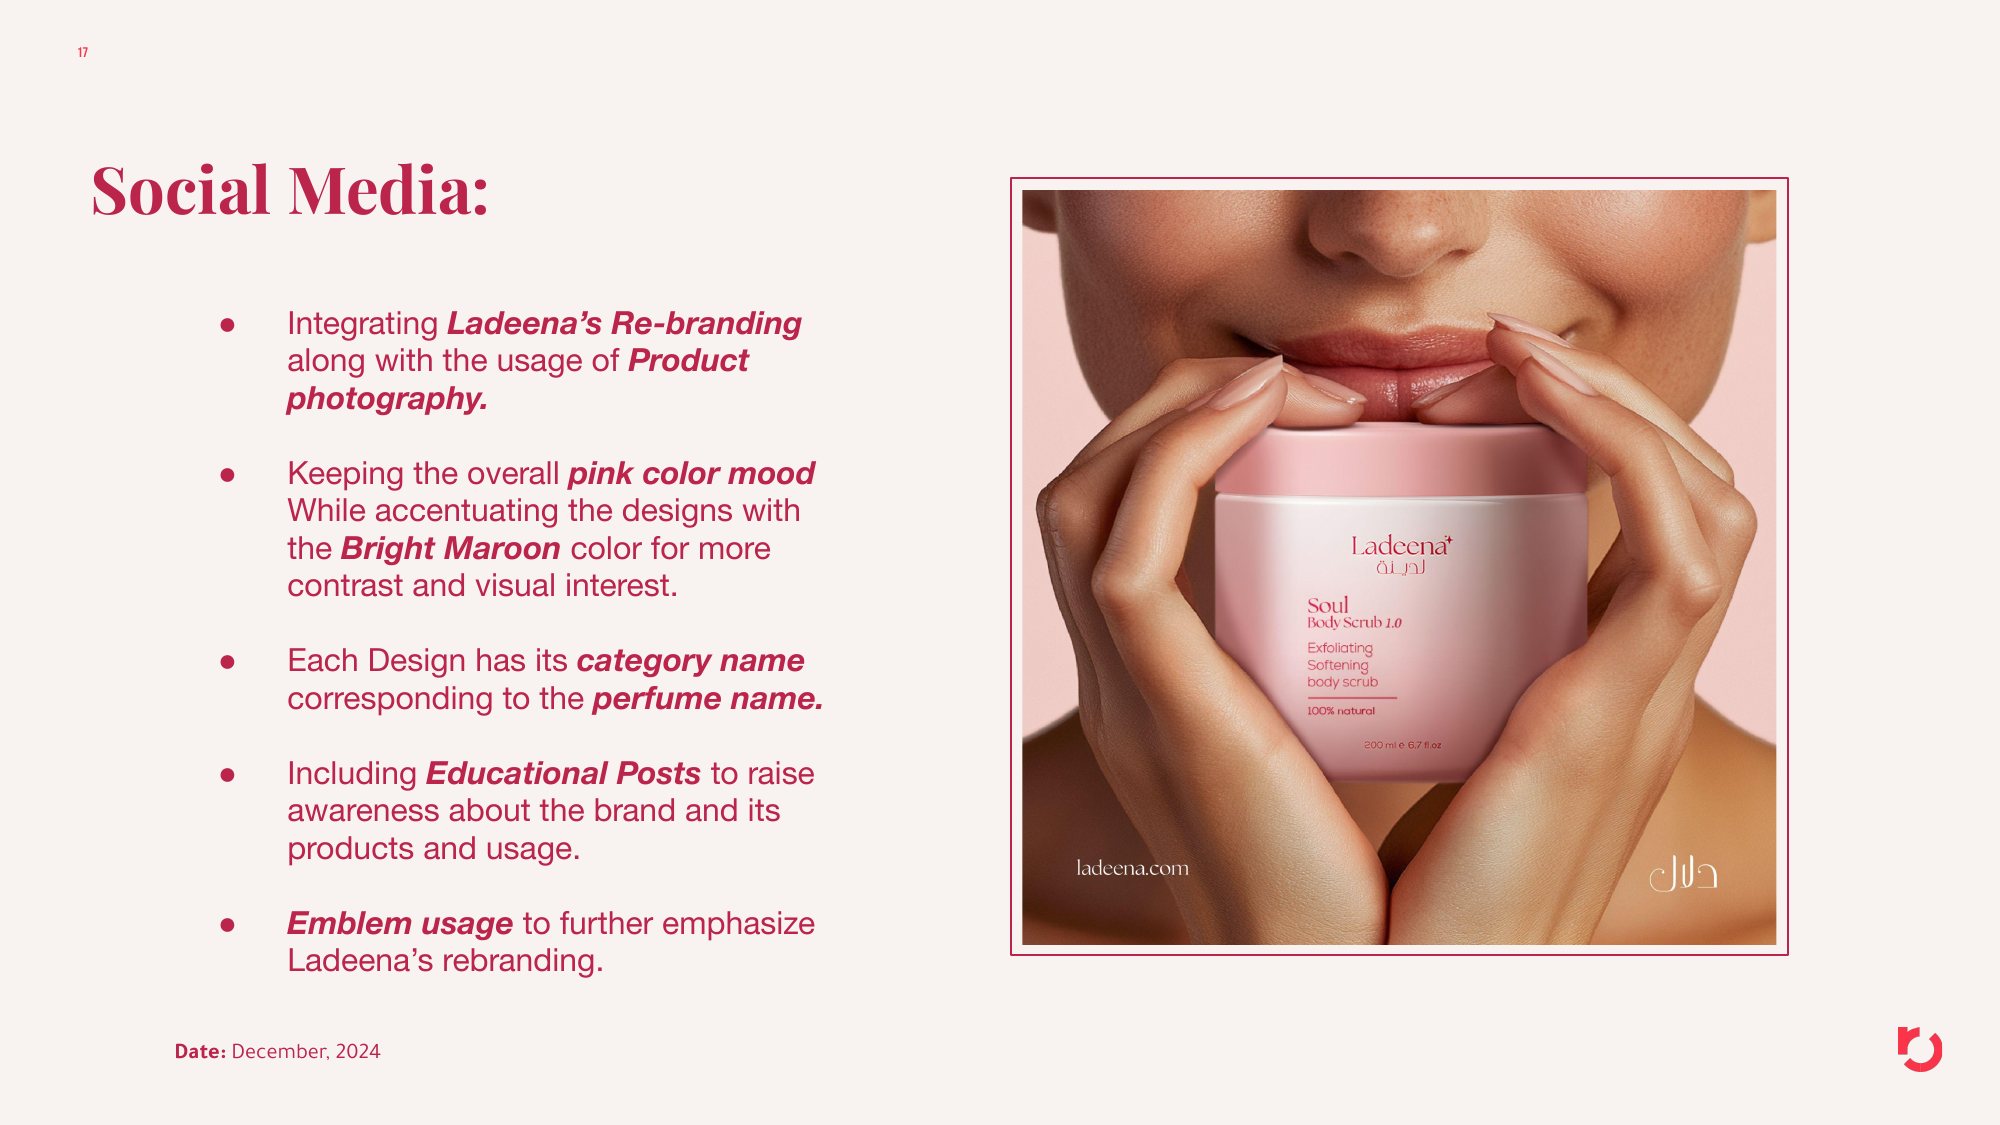 17
Social Media:
● Integrating Ladeena’s Re-branding
along with the usage of Product
photography.
● Keeping the overall pink color mood
While accentuating the designs with
the Bright Maroon color for more
contrast and visual interest.
● Each Design has its category name
corresponding to the perfume name.
● Including Educational Posts to raise
awareness about the brand and its
products and usage.
● Emblem usage to further emphasize
Ladeena’s rebranding.
Ladeena
لدينة
Soul
Body Scrub 1.0
Exfoliating
Softening
body scrub
100% natural
200 ml e 6.7 fl.oz
ladeena.com
دلال
Date: December, 2024